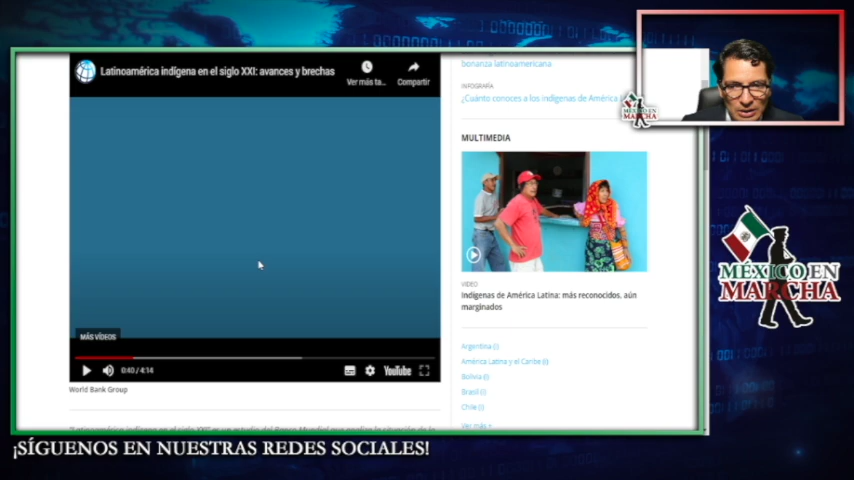 Latinoamérica indígena en el siglo XXI: avances y brechas
Ver más ta...
Compartir
MÁS VÍDEOS
0:40 / 4:14
YouTube
World Bank Group
bonanza latinoamericana
INFOGRAFÍA
¿Cuánto conoces a los indígenas de América
MULTIMEDIA
VIDEO
Indígenas de América Latina: más reconocidos, aún
marginados
Argentina (i)
América Latina y el Caribe (i)
Bolivia (i)
Brasil (i)
Chile (i)
Ver más +
MÉXICO EN
MARCHA
MÉXICO EN
MARCHA
¡SÍGUENOS EN NUESTRAS REDES SOCIALES!